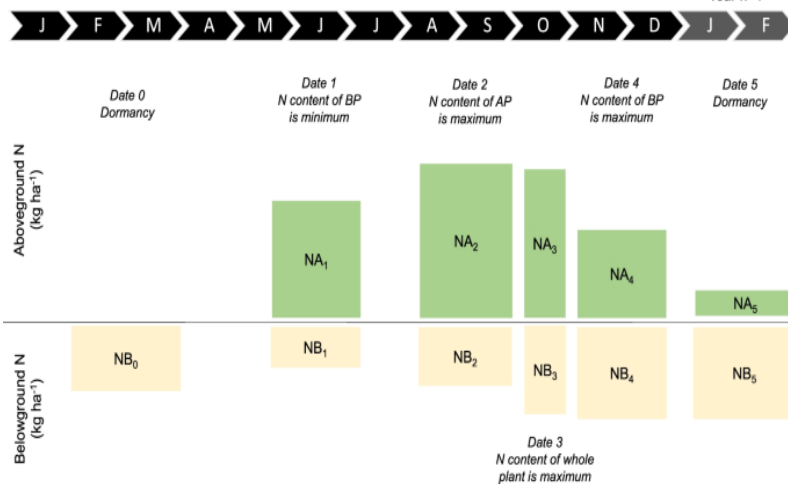 J F M A M J J A S O N D J F
Date 0
Dormancy
Date 1
N content of BP
is minimum
Date 2
N content of AP
is maximum
Date 4
N content of BP
is maximum
Date 5
Dormancy
Aboveground N
(kg ha⁻¹)
NA₁
NA₂
NA₃
NA₄
NA₅
Belowground N
(kg ha⁻¹)
NB₀
NB₁
NB₂
NB₃
NB₄
NB₅
Date 3
N content of whole
plant is maximum